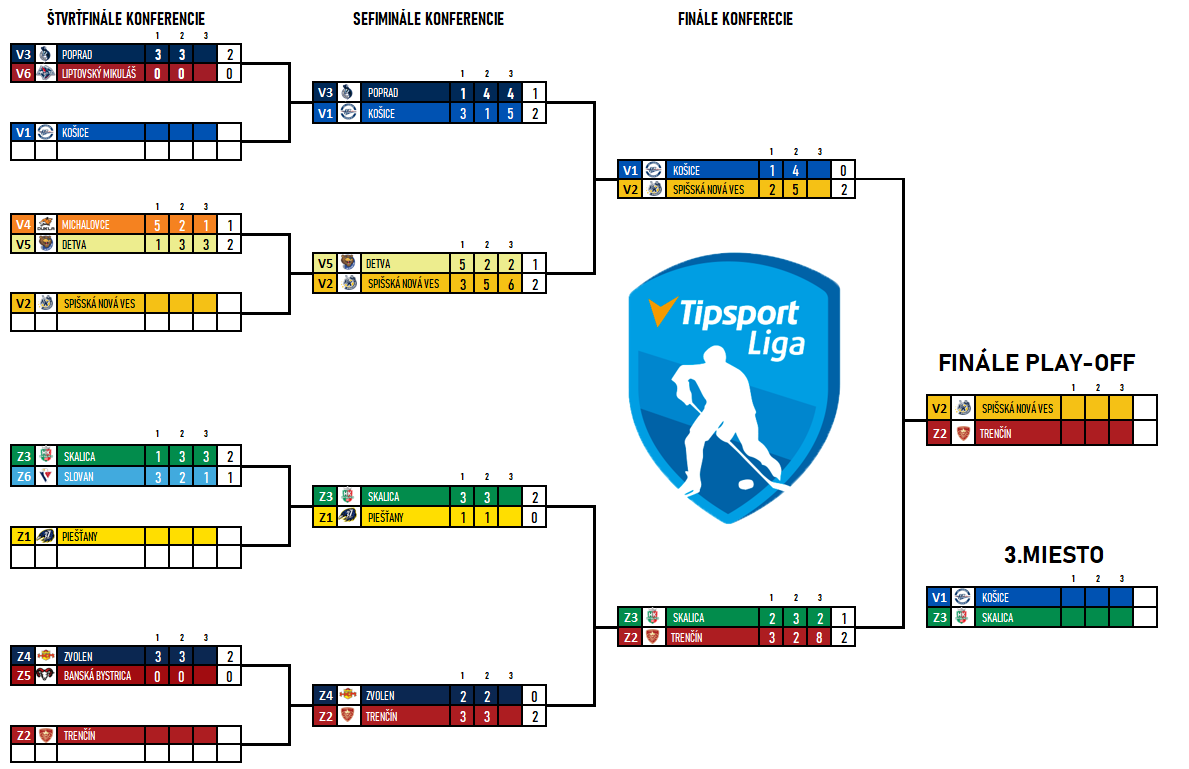 ŠTVRŤFINÁLE KONFERENCIE
SEFIMINÁLE KONFERENCIE
FINÁLE KONFERECIE
1 2 3
V3 POPRAD 3 3 2
V6 LIPTOVSKÝ MIKULÁŠ 0 0 0
V1 KOŠICE
1 2 3
V3 POPRAD 1 4 4 1
V1 KOŠICE 3 1 5 2
1 2 3
V1 KOŠICE 1 4 0
V2 SPIŠSKÁ NOVÁ VES 2 5 2
1 2 3
V4 MICHALOVCE 5 2 1 1
V5 DETVA 1 3 3 2
V2 SPIŠSKÁ NOVÁ VES
1 2 3
V5 DETVA 5 2 2 1
V2 SPIŠSKÁ NOVÁ VES 3 5 6 2
Tipsport
Liga
FINÁLE PLAY-OFF
1 2 3
V2 SPIŠSKÁ NOVÁ VES
Z2 TRENČÍN
1 2 3
Z3 SKALICA 1 3 3 2
Z6 SLOVAN 3 2 1 1
Z1 PIEŠŤANY
1 2 3
Z3 SKALICA 3 3 2
Z1 PIEŠŤANY 1 1 0
3.MIESTO
1 2 3
V1 KOŠICE
Z3 SKALICA
1 2 3
Z3 SKALICA 2 3 2 1
Z2 TRENČÍN 3 2 8 2
1 2 3
Z4 ZVOLEN 3 3 2
Z5 BANSKÁ BYSTRICA 0 0 0
Z2 TRENČÍN
1 2 3
Z4 ZVOLEN 2 2 0
Z2 TRENČÍN 3 3 2